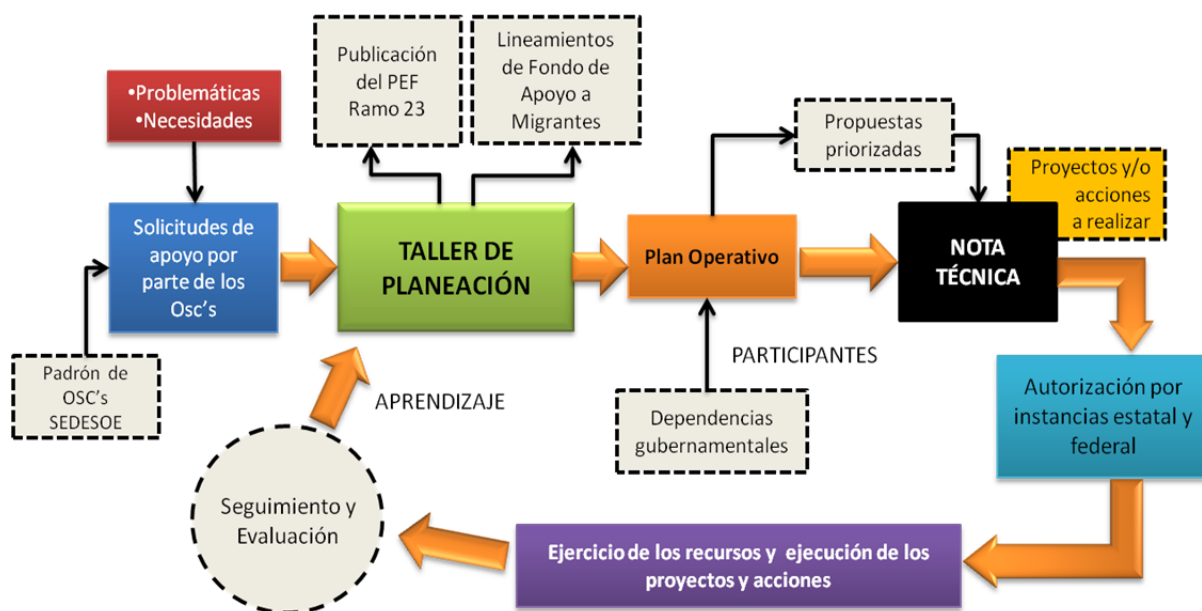 •Problemáticas
•Necesidades
Publicación
del PEF
Ramo 23
Lineamientos
de Fondo de
Apoyo a
Migrantes
Propuestas
priorizadas
Proyectos y/o
acciones
a realizar
Solicitudes de
apoyo por
parte de los
Osc's
TALLER DE
PLANEACIÓN
Plan Operativo
NOTA
TÉCNICA
Padrón de
OSC's
SEDESOE
APRENDIZAJE
PARTICIPANTES
Dependencias
gubernamentales
Autorización por
instancias estatal y
federal
Seguimiento y
Evaluación
Ejercicio de los recursos y ejecución de los
proyectos y acciones